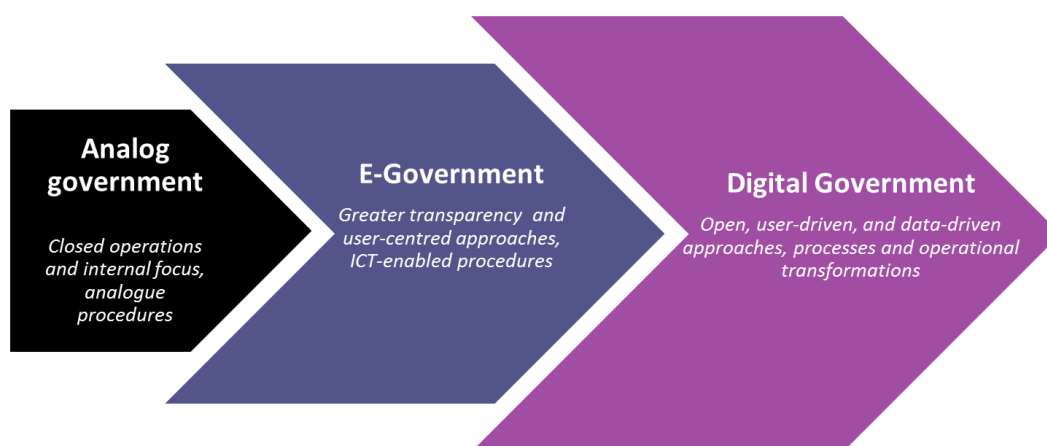 Analog
government
Closed operations
and internal focus,
analogue
procedures
E-Government
Greater transparency and
user-centred approaches,
ICT-enabled procedures
Digital Government
Open, user-driven, and data-driven
approaches, processes and operational
transformations